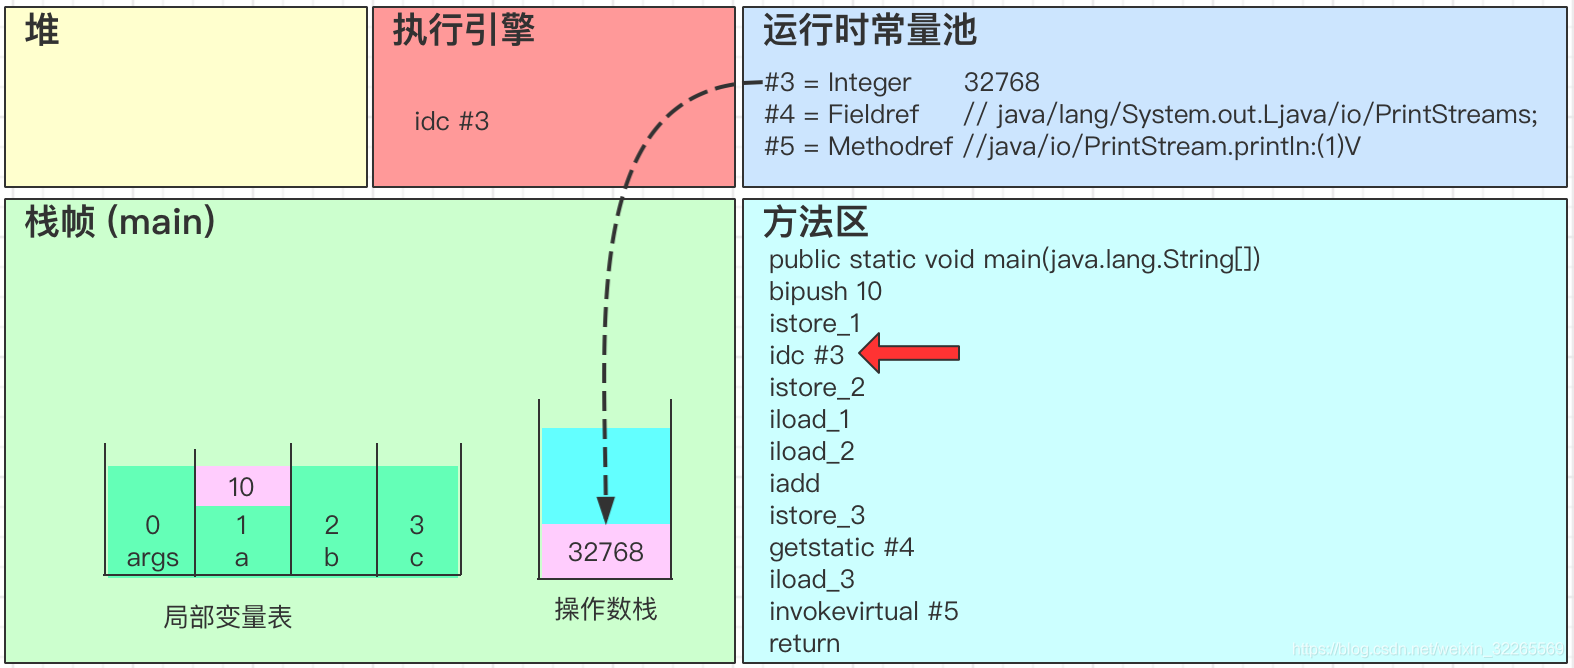 堆
执行引擎
idc #3
运行时常量池
#3 = Integer 32768
#4 = Fieldref // java/lang/System.out.Ljava/io/PrintStreams;
#5 = Methodref //java/io/PrintStream.println:(1)V
栈帧 (main)
10
0 1 2 3
args a b c
局部变量表
32768
操作数栈
方法区
public static void main(java.lang.String[])
bipush 10
istore_1
idc #3
istore_2
iload_1
iload_2
iadd
istore_3
getstatic #4
iload_3
invokevirtual #5
return
https://blog.csdn.net/weixin_32265569